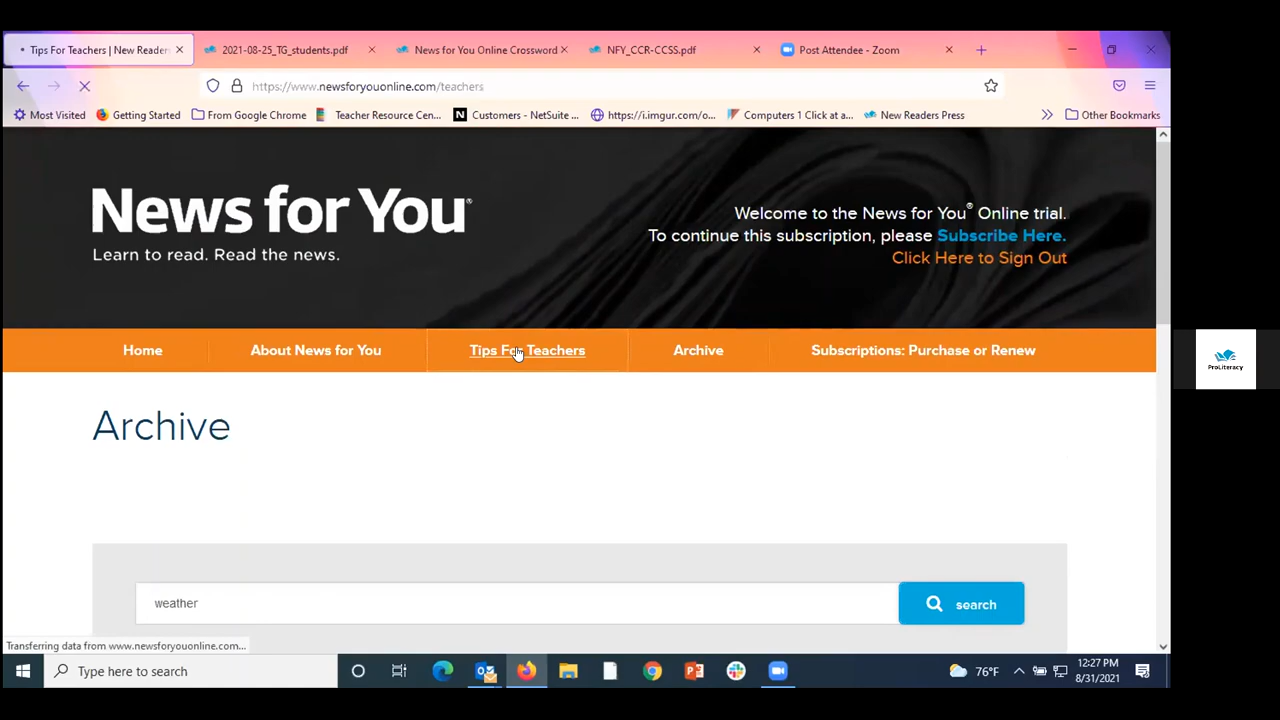 Tips For Teachers | New Reader
2021-08-25_TG_students.pdf
News for You Online Crossword
NFY_CCR-CCSS.pdf
Post Attendee - Zoom
https://www.newsforyouonline.com/teachers
Most Visited
Getting Started
From Google Chrome
Teacher Resource Cen...
N
Customers - NetSuite ...
https://i.imgur.com/o...
Computers 1 Click at a...
New Readers Press
Other Bookmarks
News for You®
Learn to read. Read the news.
Welcome to the News for You® Online trial.
To continue this subscription, please Subscribe Here.
Click Here to Sign Out
Home
About News for You
Tips For Teachers
Archive
Subscriptions: Purchase or Renew
ProLiteracy
Archive
weather
search
Transferring data from www.newsforyouonline.com...
Type here to search
76°F
12:27 PM
8/31/2021